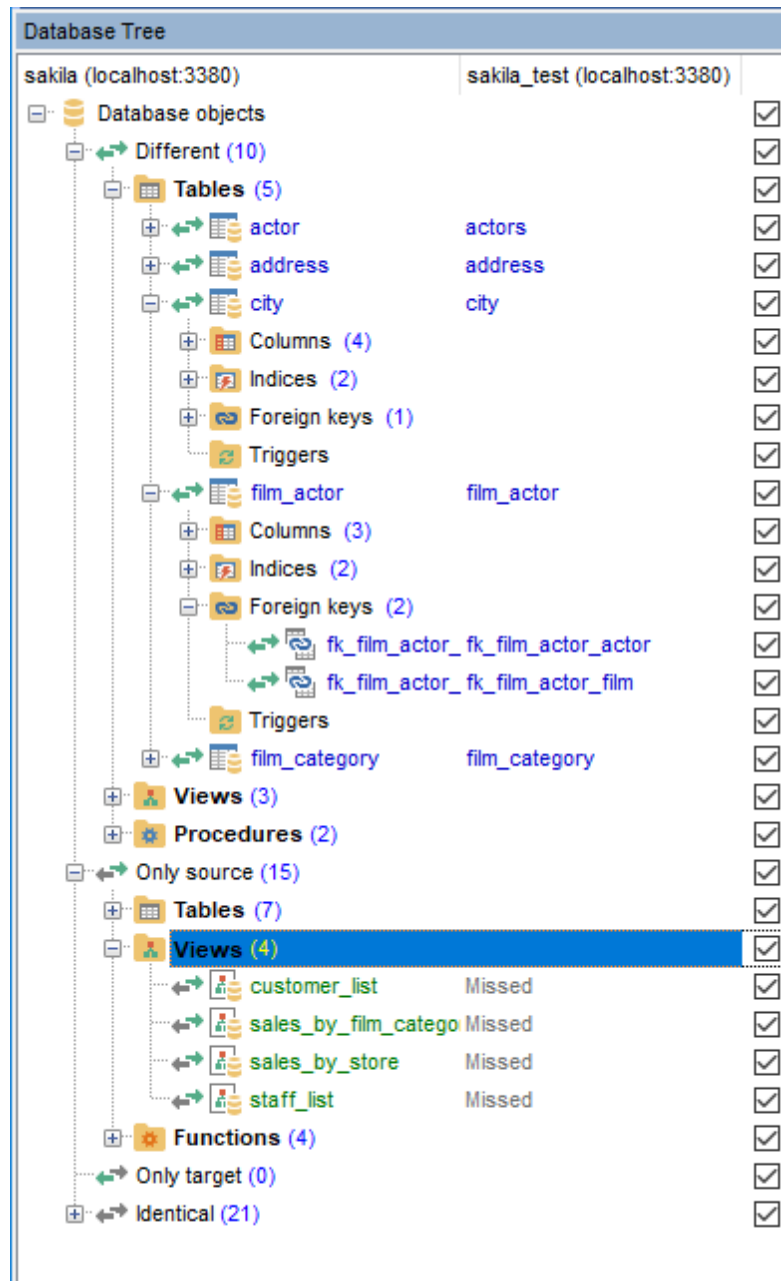 Database Tree
sakila (localhost:3380) sakila_test (localhost:3380)
Database objects
Different (10)
Tables (5)
actor actors
address address
city city
Columns (4)
Indices (2)
Foreign keys (1)
Triggers
film_actor film_actor
Columns (3)
Indices (2)
Foreign keys (2)
fk_film_actor_ fk_film_actor_actor
fk_film_actor_ fk_film_actor_film
Triggers
film_category film_category
Views (3)
Procedures (2)
Only source (15)
Tables (7)
Views (4)
customer_list Missed
sales_by_film_catego Missed
sales_by_store Missed
staff_list Missed
Functions (4)
Only target (0)
Identical (21)